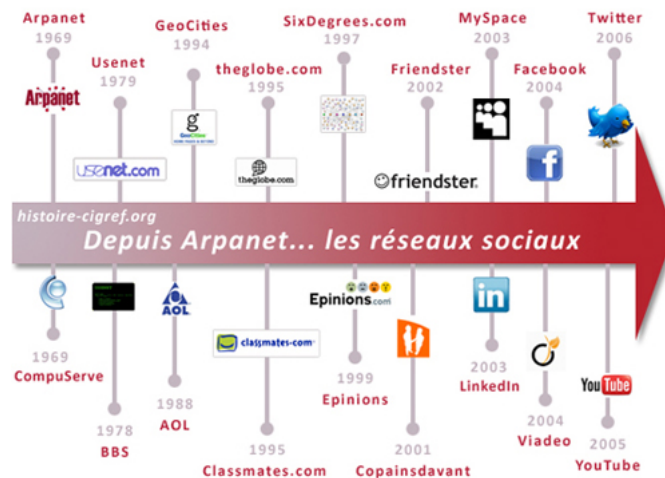 Arpanet
1969
Arpanet
Usenet
1979
usenet.com
GeoCities
1994
g
GeoCities
theglobe.com
1995
theglobe.com
SixDegrees.com
1997
Friendster
2002
friendster
MySpace
2003
Facebook
2004
f
Twitter
2006
histoire-cigref.org
Depuis Arpanet... les réseaux sociaux
1969
CompuServe
1978
BBS
AOL
1988
AOL
classmates·com
1995
Classmates.com
Epinions.com
1999
Epinions
2001
Copainsdavant
in
2003
LinkedIn
2004
Viadeo
YouTube
2005
YouTube